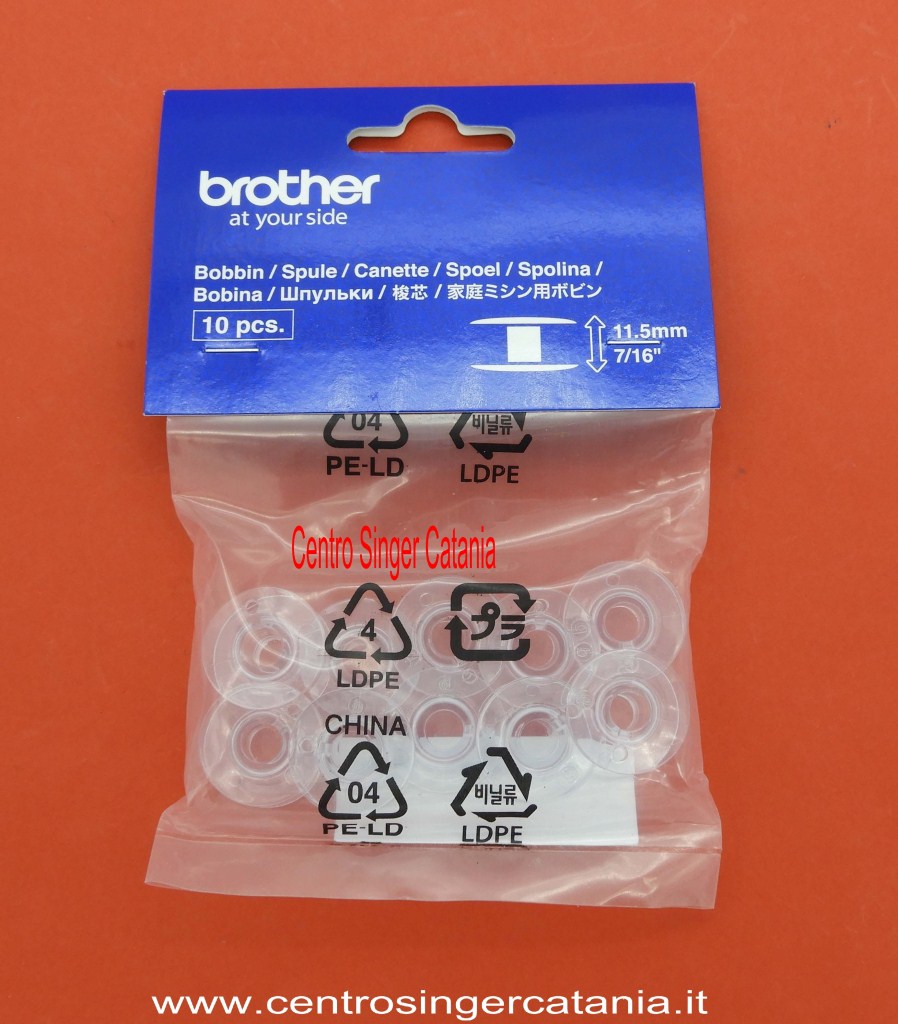 brother
at your side
Bobbin / Spule / Canette / Spoel / Spolina /
Bobina / Шпульки / 梭芯 / 家庭ミシン用ボビン
10 pcs.
11.5mm
7/16"
04
PE-LD
비닐류
LDPE
Centro Singer Catania
4
LDPE
プラ
CHINA
04
PE-LD
비닐류
LDPE
www.centrosingercatania.it